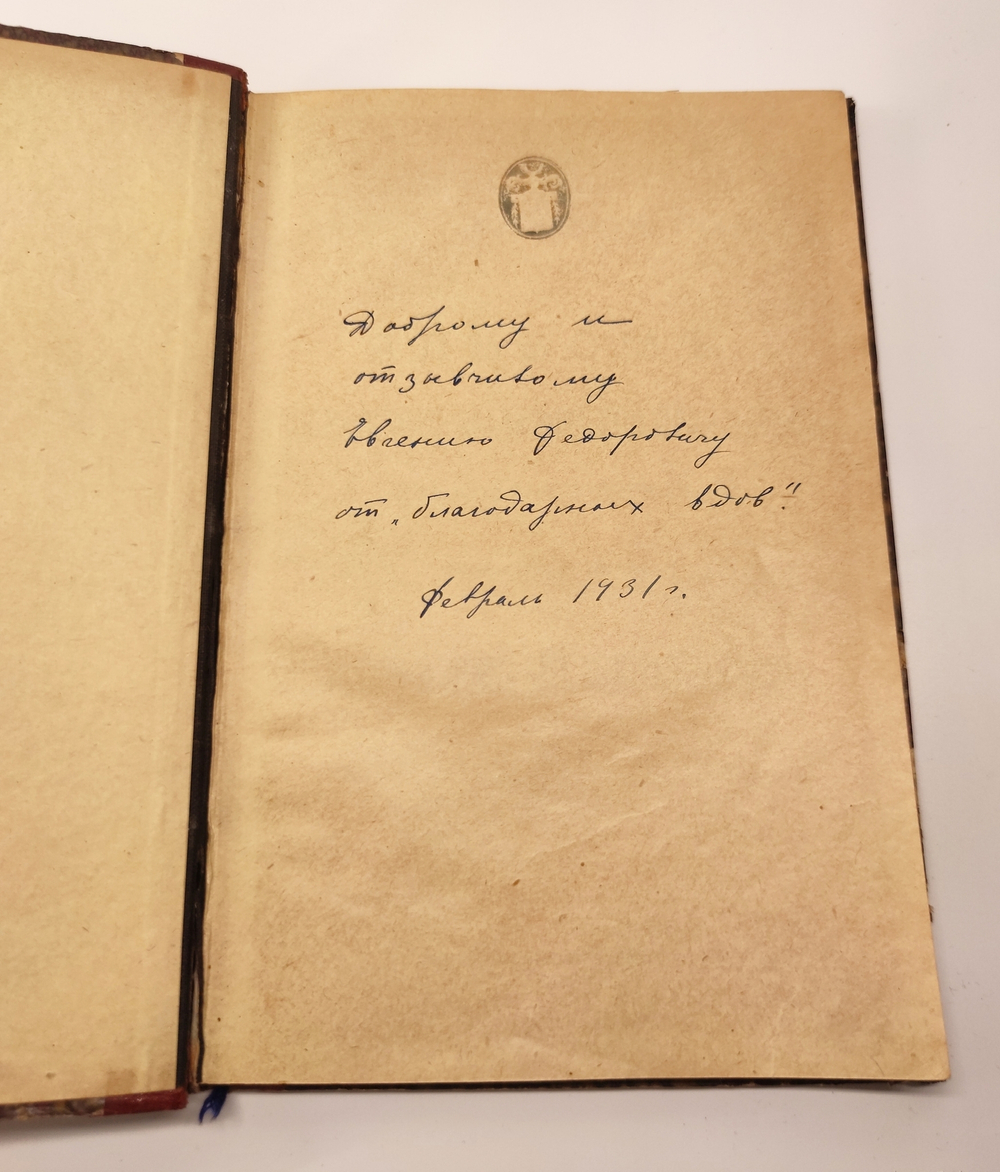 Доброму и
отзывчивому
Евгению Федоровичу
от „благодарных вдов".
Февраль 1931 г.